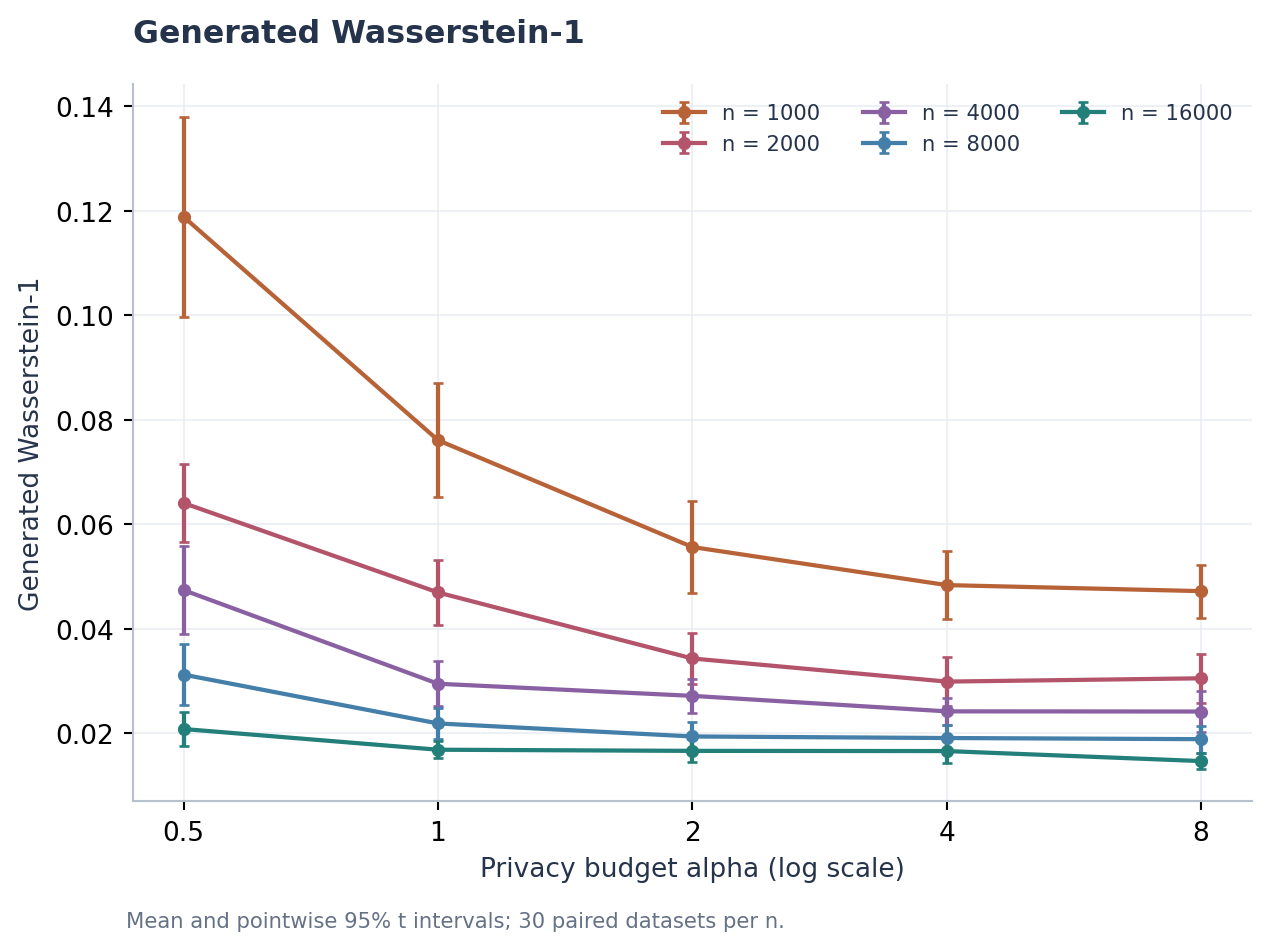 Generated Wasserstein-1
Generated Wasserstein-1
0.14
0.12
0.10
0.08
0.06
0.04
0.02
n = 1000
n = 2000
n = 4000
n = 8000
n = 16000
0.5 1 2 4 8
Privacy budget alpha (log scale)
Mean and pointwise 95% t intervals; 30 paired datasets per n.